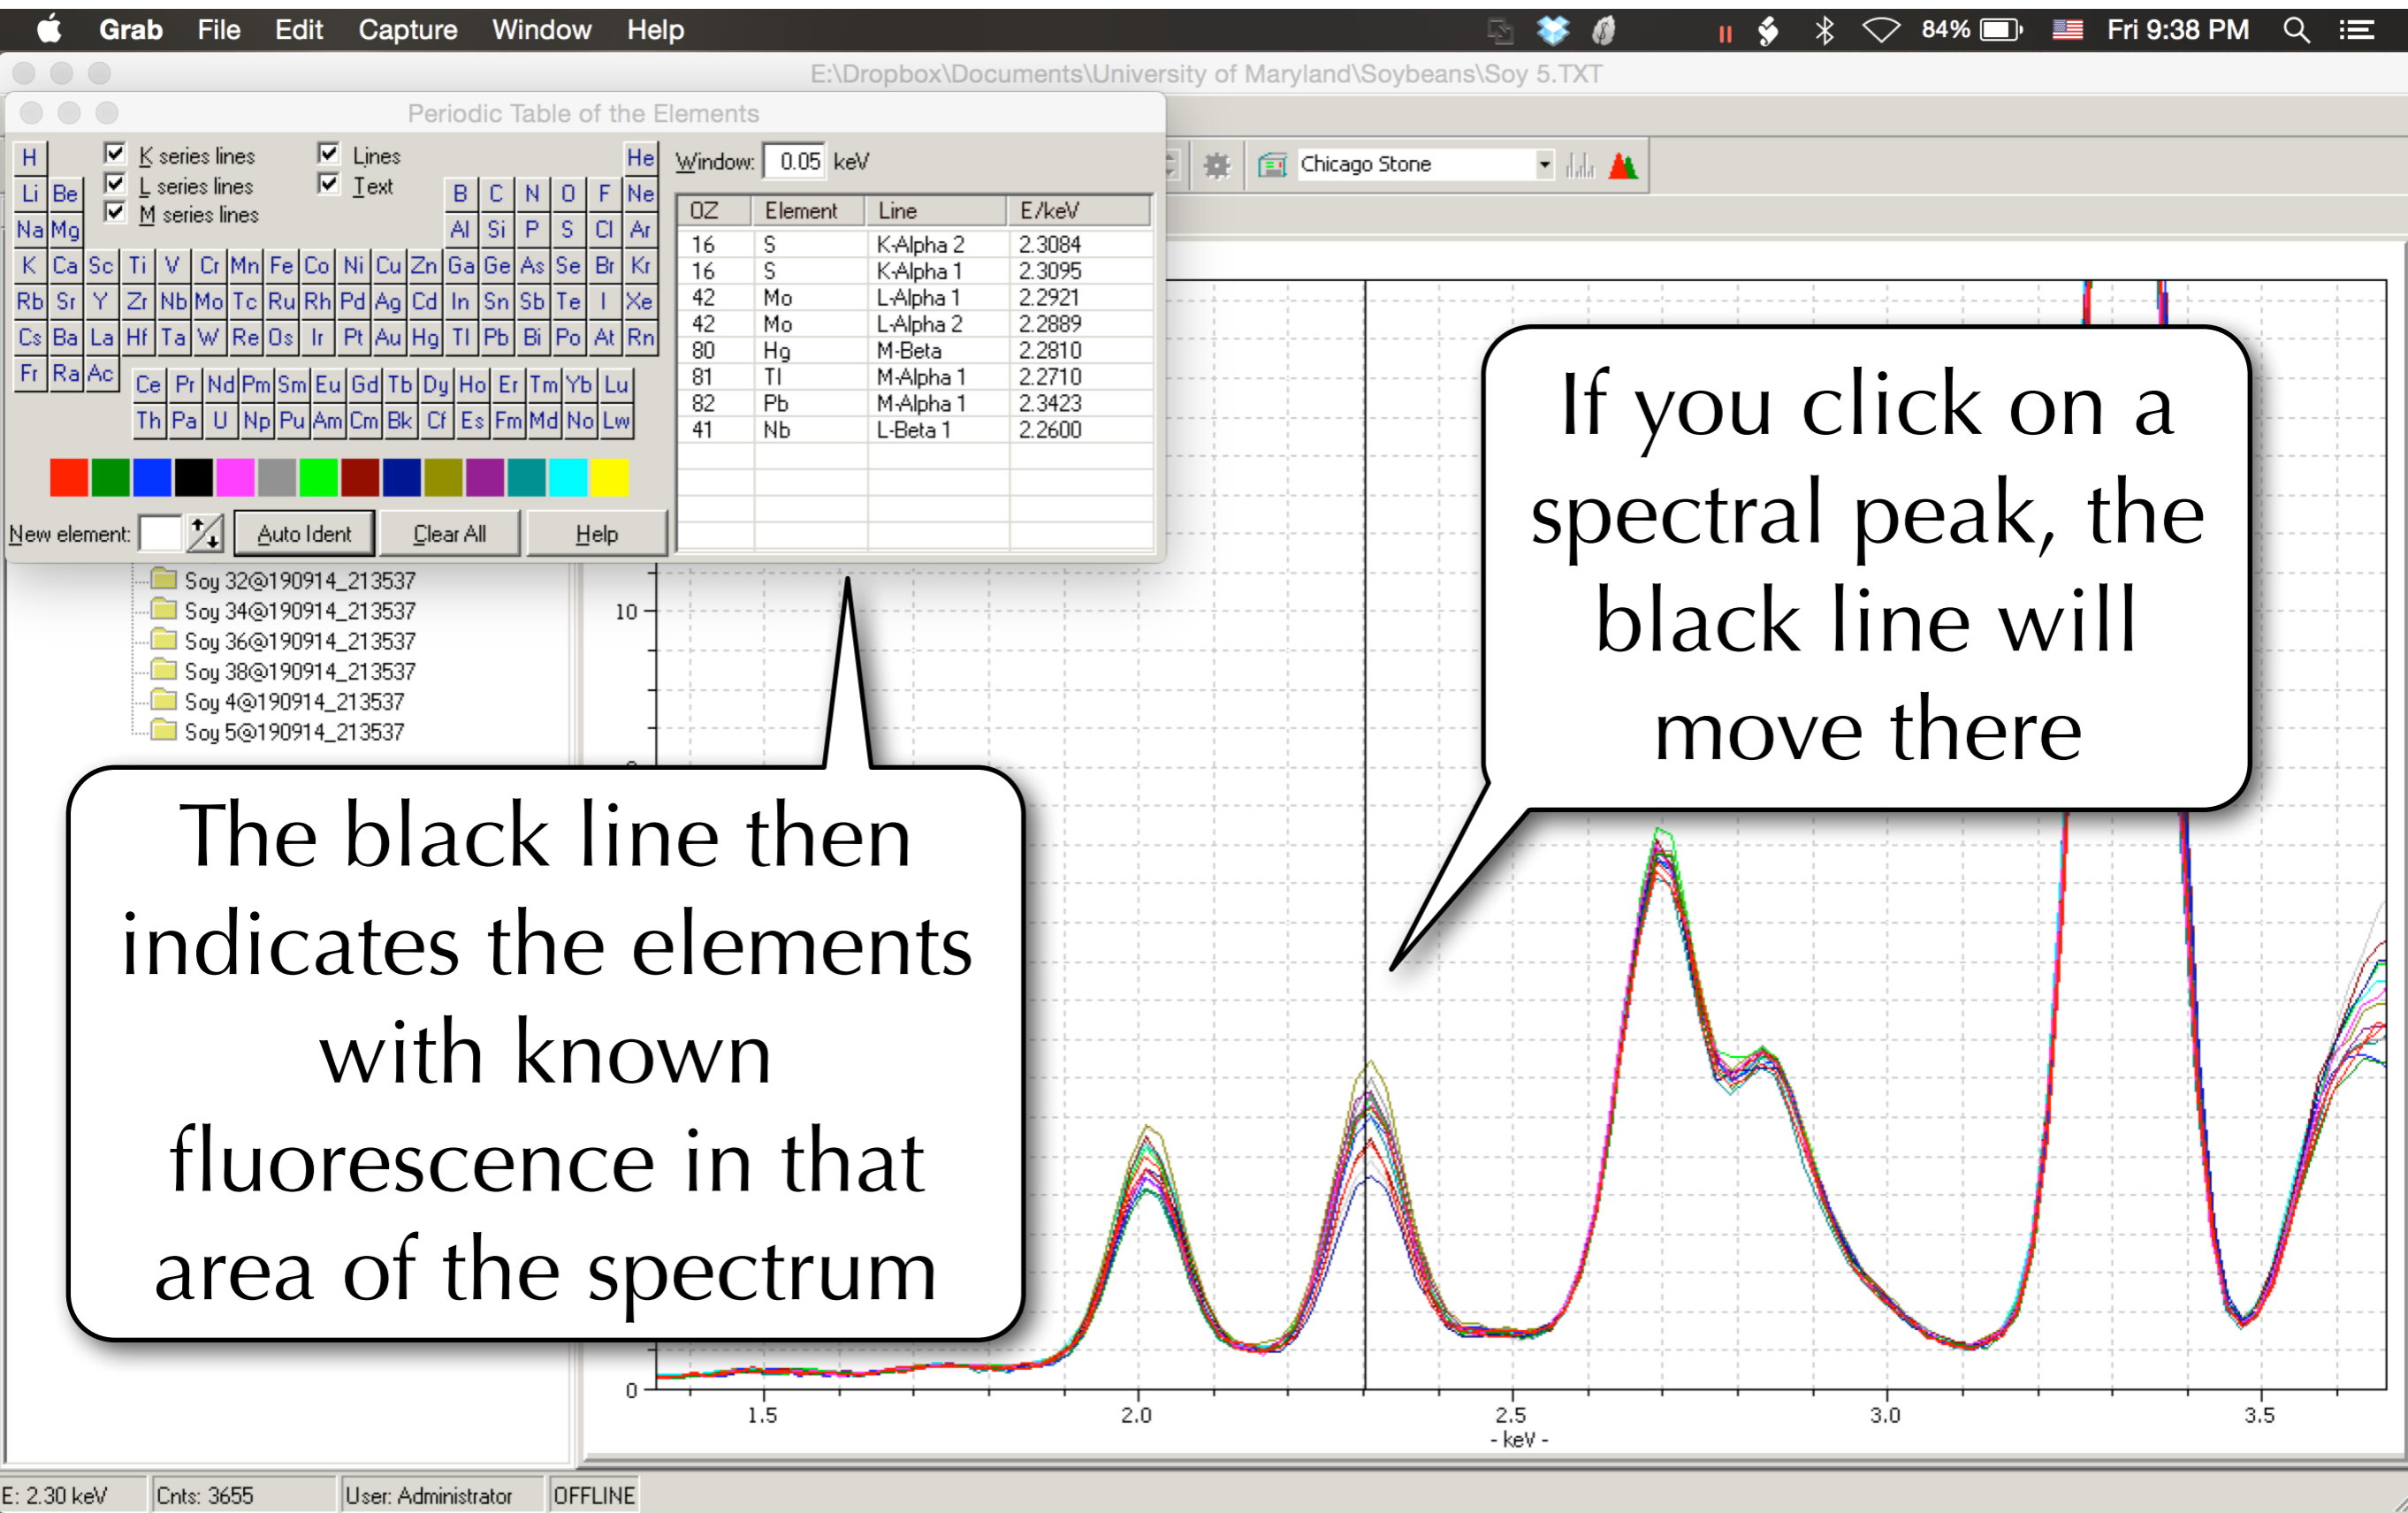 Grab File Edit Capture Window Help 84% Fri 9:38 PM
E:\Dropbox\Documents\University of Maryland\Soybeans\Soy 5.TXT
Periodic Table of the Elements
K series lines
L series lines
M series lines
Lines
Text
H He
Li Be B C N O F Ne
Na Mg Al Si P S Cl Ar
K Ca Sc Ti V Cr Mn Fe Co Ni Cu Zn Ga Ge As Se Br Kr
Rb Sr Y Zr Nb Mo Tc Ru Rh Pd Ag Cd In Sn Sb Te I Xe
Cs Ba La Hf Ta W Re Os Ir Pt Au Hg Tl Pb Bi Po At Rn
Fr Ra Ac
Ce Pr Nd Pm Sm Eu Gd Tb Dy Ho Er Tm Yb Lu
Th Pa U Np Pu Am Cm Bk Cf Es Fm Md No Lw
New element: Auto Ident Clear All Help
Window: 0.05 keV
OZ Element Line E/keV
16 S K-Alpha 2 2.3084
16 S K-Alpha 1 2.3095
42 Mo L-Alpha 1 2.2921
42 Mo L-Alpha 2 2.2889
80 Hg M-Beta 2.2810
81 Tl M-Alpha 1 2.2710
82 Pb M-Alpha 1 2.3423
41 Nb L-Beta 1 2.2600
Chicago Stone
Soy 32@190914_213537
Soy 34@190914_213537
Soy 36@190914_213537
Soy 38@190914_213537
Soy 4@190914_213537
Soy 5@190914_213537
If you click on a
spectral peak, the
black line will
move there
The black line then
indicates the elements
with known
fluorescence in that
area of the spectrum
10
0
1.5 2.0 2.5 3.0 3.5
- keV -
E: 2.30 keV Cnts: 3655 User: Administrator OFFLINE